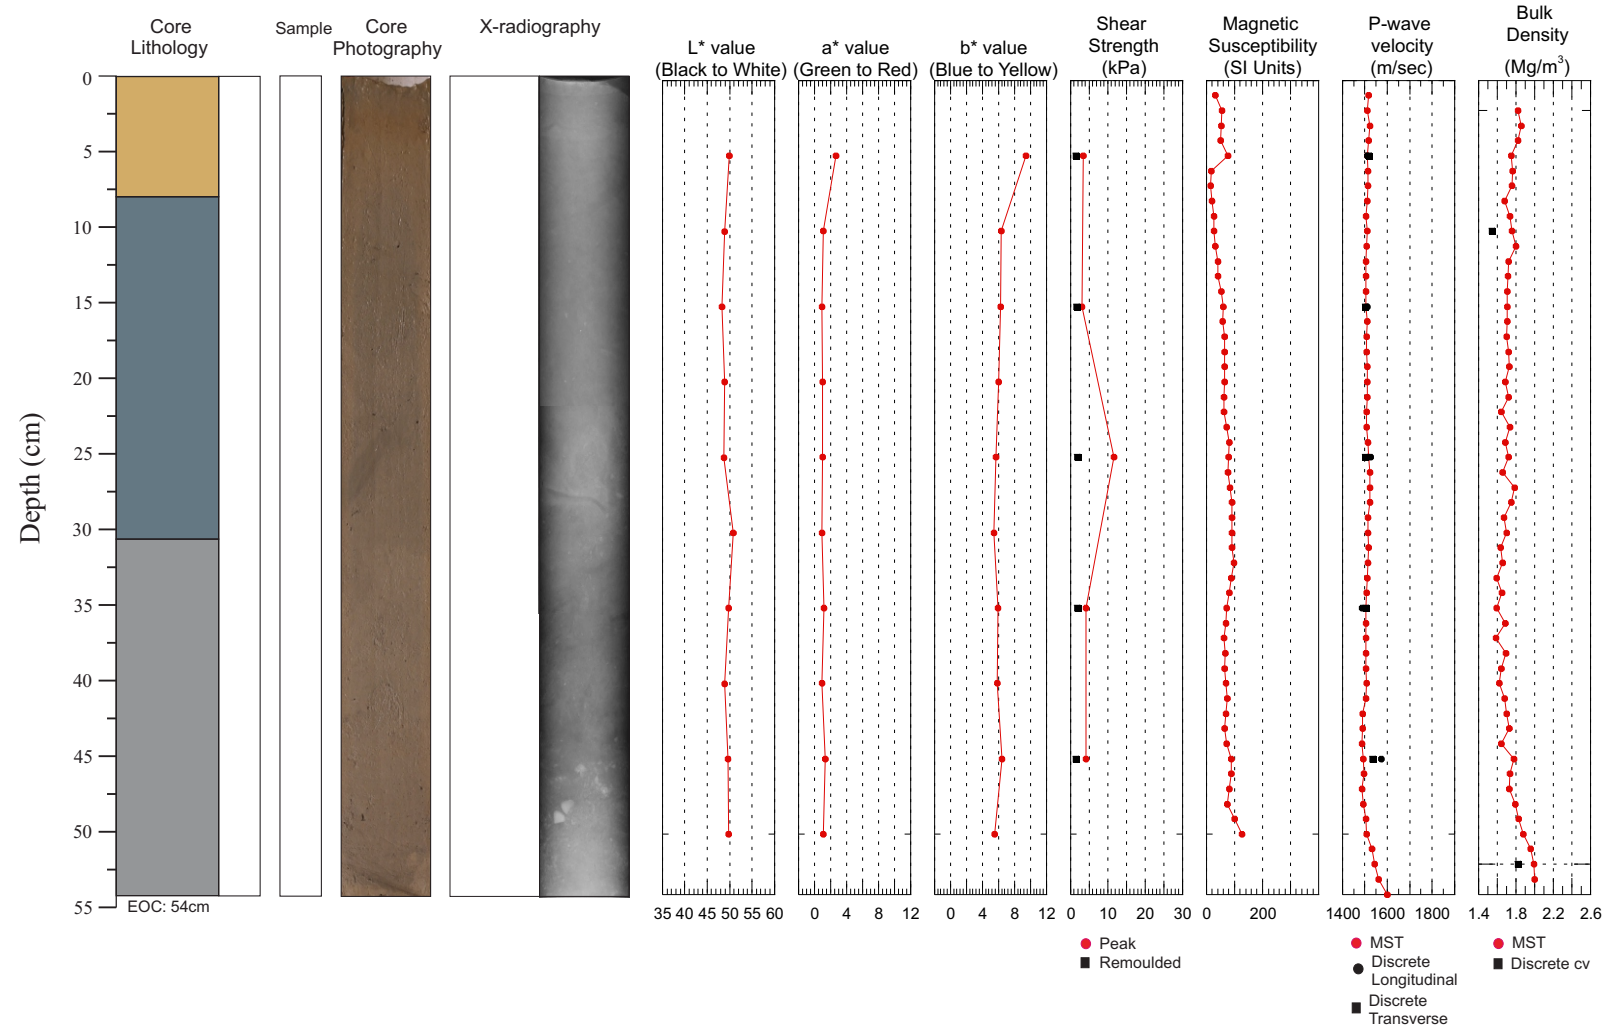 Core
Lithology
Sample
Core
Photography
X-radiography
L* value
(Black to White)
a* value
(Green to Red)
b* value
(Blue to Yellow)
Shear
Strength
(kPa)
Magnetic
Susceptibility
(SI Units)
P-wave
velocity
(m/sec)
Bulk
Density
(Mg/m³)
Depth (cm)
0
5
10
15
20
25
30
35
40
45
50
55
EOC: 54cm
35 40 45 50 55 60
0 4 8 12
0 4 8 12
0 10 20 30
0 200
1400 1600 1800
1.4 1.8 2.2 2.6
Peak
Remoulded
MST
Discrete
Longitudinal
Discrete
Transverse
MST
Discrete cv